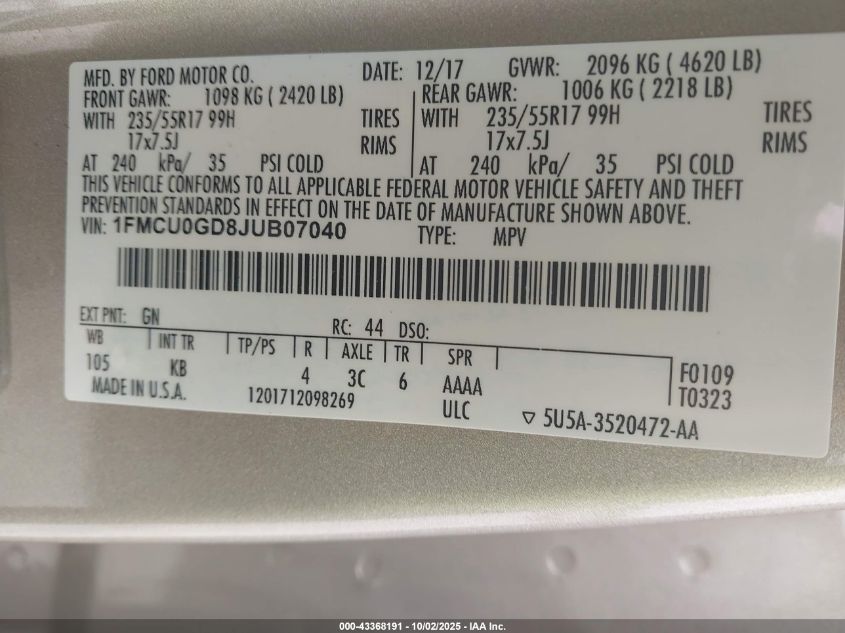 MFD. BY FORD MOTOR CO. DATE: 12/17 GVWR: 2096 KG ( 4620 LB)
FRONT GAWR: 1098 KG ( 2420 LB) REAR GAWR: 1006 KG ( 2218 LB)
WITH 235/55R17 99H TIRES WITH 235/55R17 99H TIRES
17x7.5J RIMS 17x7.5J RIMS
AT 240 kPa/ 35 PSI COLD AT 240 kPa/ 35 PSI COLD
THIS VEHICLE CONFORMS TO ALL APPLICABLE FEDERAL MOTOR VEHICLE SAFETY AND THEFT
PREVENTION STANDARDS IN EFFECT ON THE DATE OF MANUFACTURE SHOWN ABOVE.
VIN: 1FMCU0GD8JUB07040 TYPE: MPV
EXT PNT: GN RC: 44 DSO:
WB INT TR TP/PS R AXLE TR SPR
105 KB 4 3C 6 AAAA F0109
MADE IN U.S.A. 1201712098269 ULC T0323
▽ 5U5A-3520472-AA
000-43368191 - 10/02/2025 - IAA Inc.